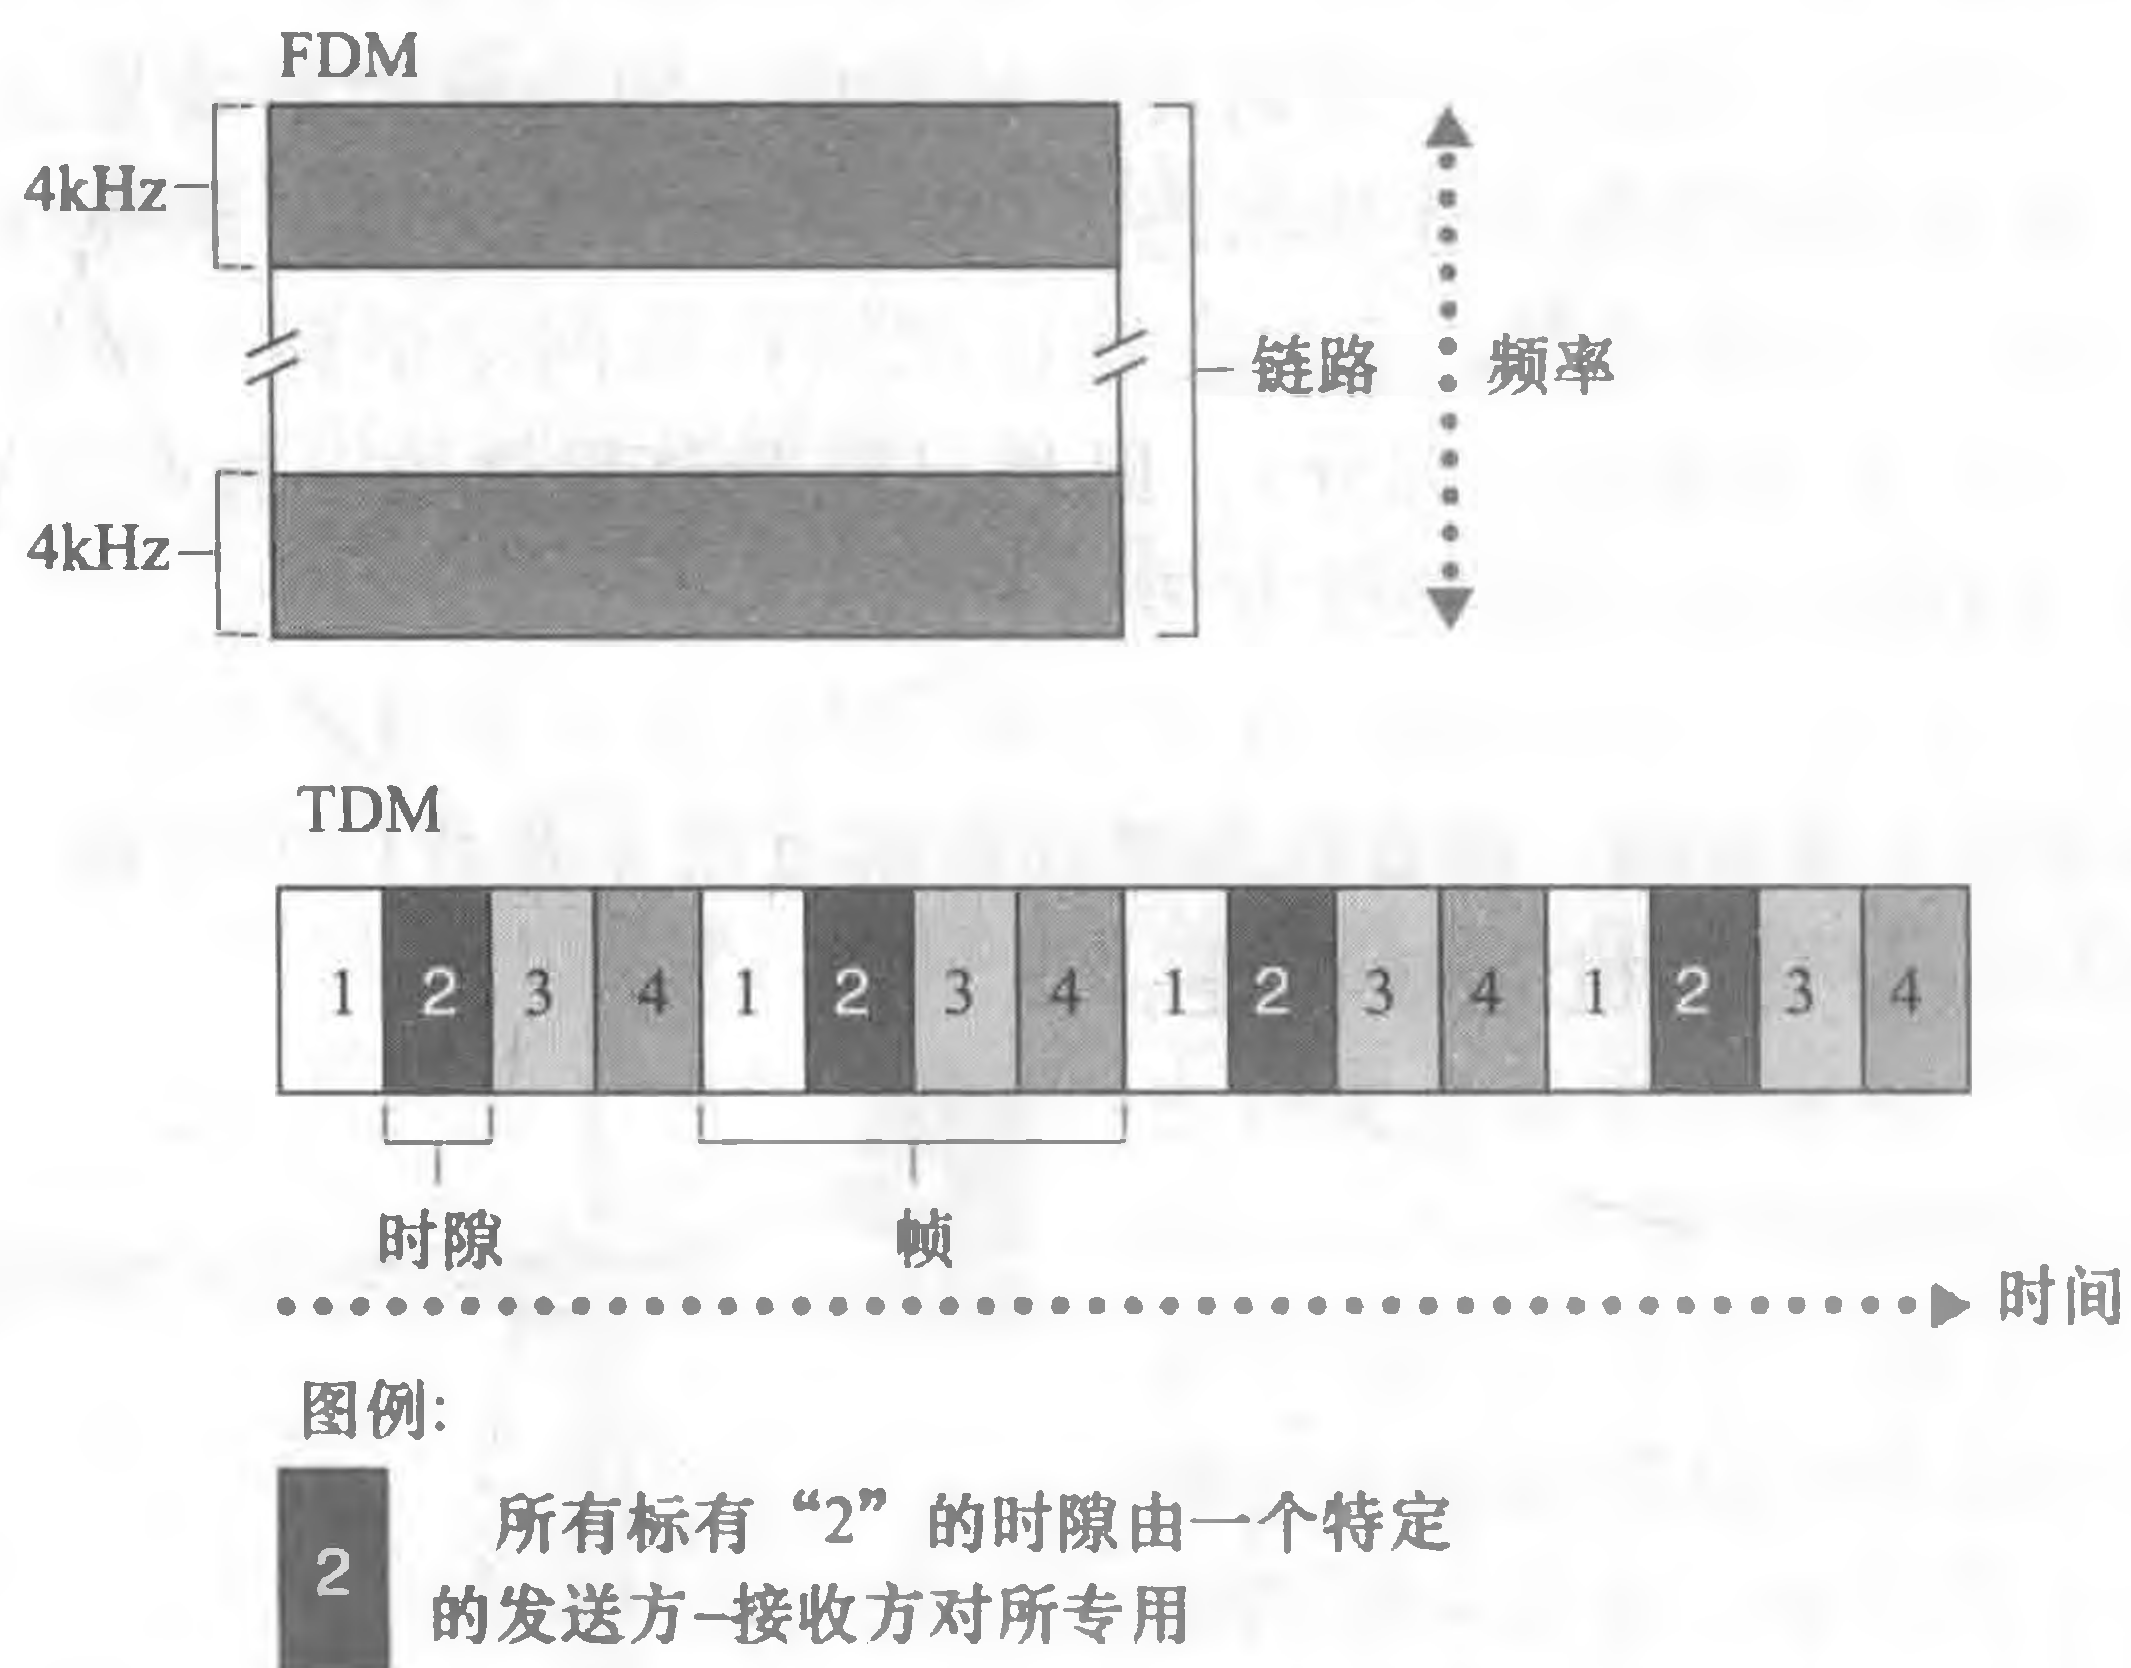 FDM
4kHz
链路
频率
4kHz
TDM
1 2 3 4 1 2 3 4 1 2 3 4 1 2 3 4
时隙
帧
时间
图例:
2
所有标有“2”的时隙由一个特定
的发送方-接收方对所专用